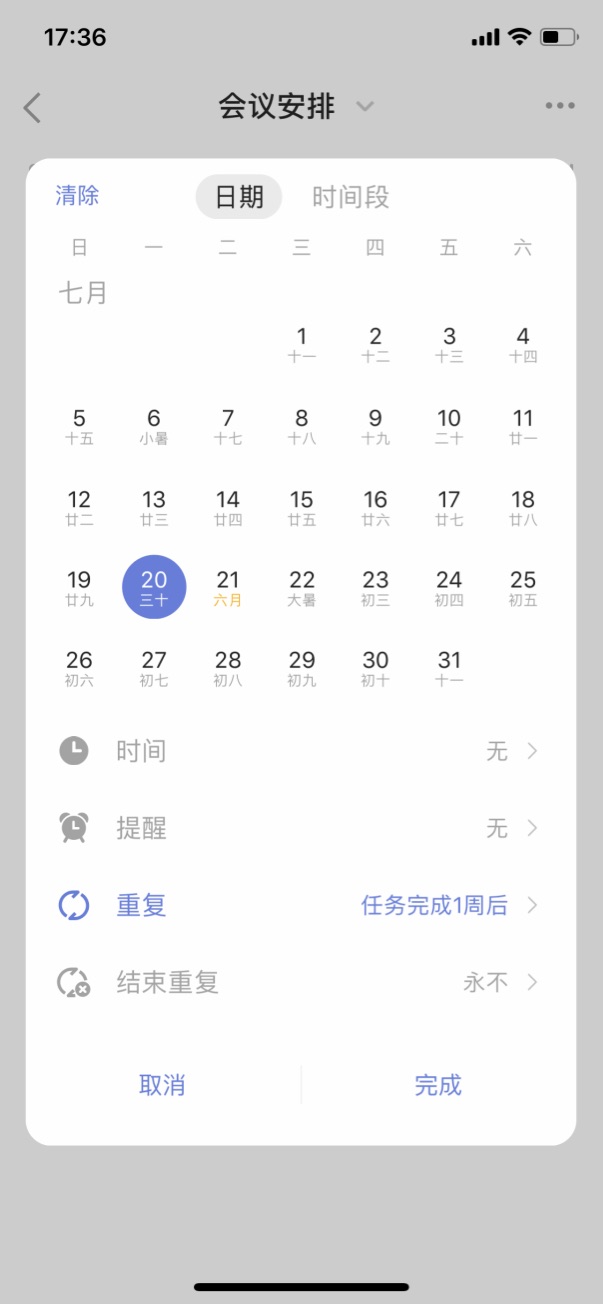 17:36
会议安排
清除 日期 时间段
日 一 二 三 四 五 六
七月
1 2 3 4
十一 十二 十三 十四
5 6 7 8 9 10 11
十五 小暑 十七 十八 十九 二十 廿一
12 13 14 15 16 17 18
廿二 廿三 廿四 廿五 廿六 廿七 廿八
19 20 21 22 23 24 25
廿九 三十 六月 大暑 初三 初四 初五
26 27 28 29 30 31
初六 初七 初八 初九 初十 十一
时间 无
提醒 无
重复 任务完成1周后
结束重复 永不
取消 完成